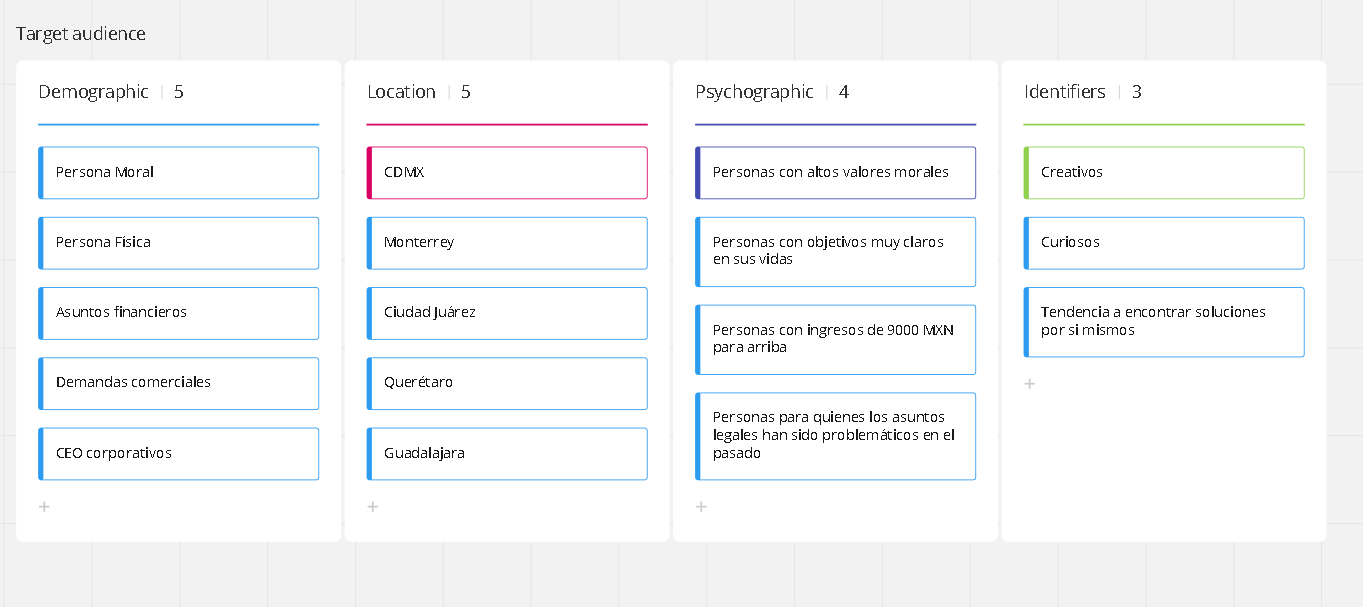 Target audience
Demographic | 5
Persona Moral
Persona Física
Asuntos financieros
Demandas comerciales
CEO corporativos
+
Location | 5
CDMX
Monterrey
Ciudad Juárez
Querétaro
Guadalajara
+
Psychographic | 4
Personas con altos valores morales
Personas con objetivos muy claros
en sus vidas
Personas con ingresos de 9000 MXN
para arriba
Personas para quienes los asuntos
legales han sido problemáticos en el
pasado
+
Identifiers | 3
Creativos
Curiosos
Tendencia a encontrar soluciones
por si mismos
+